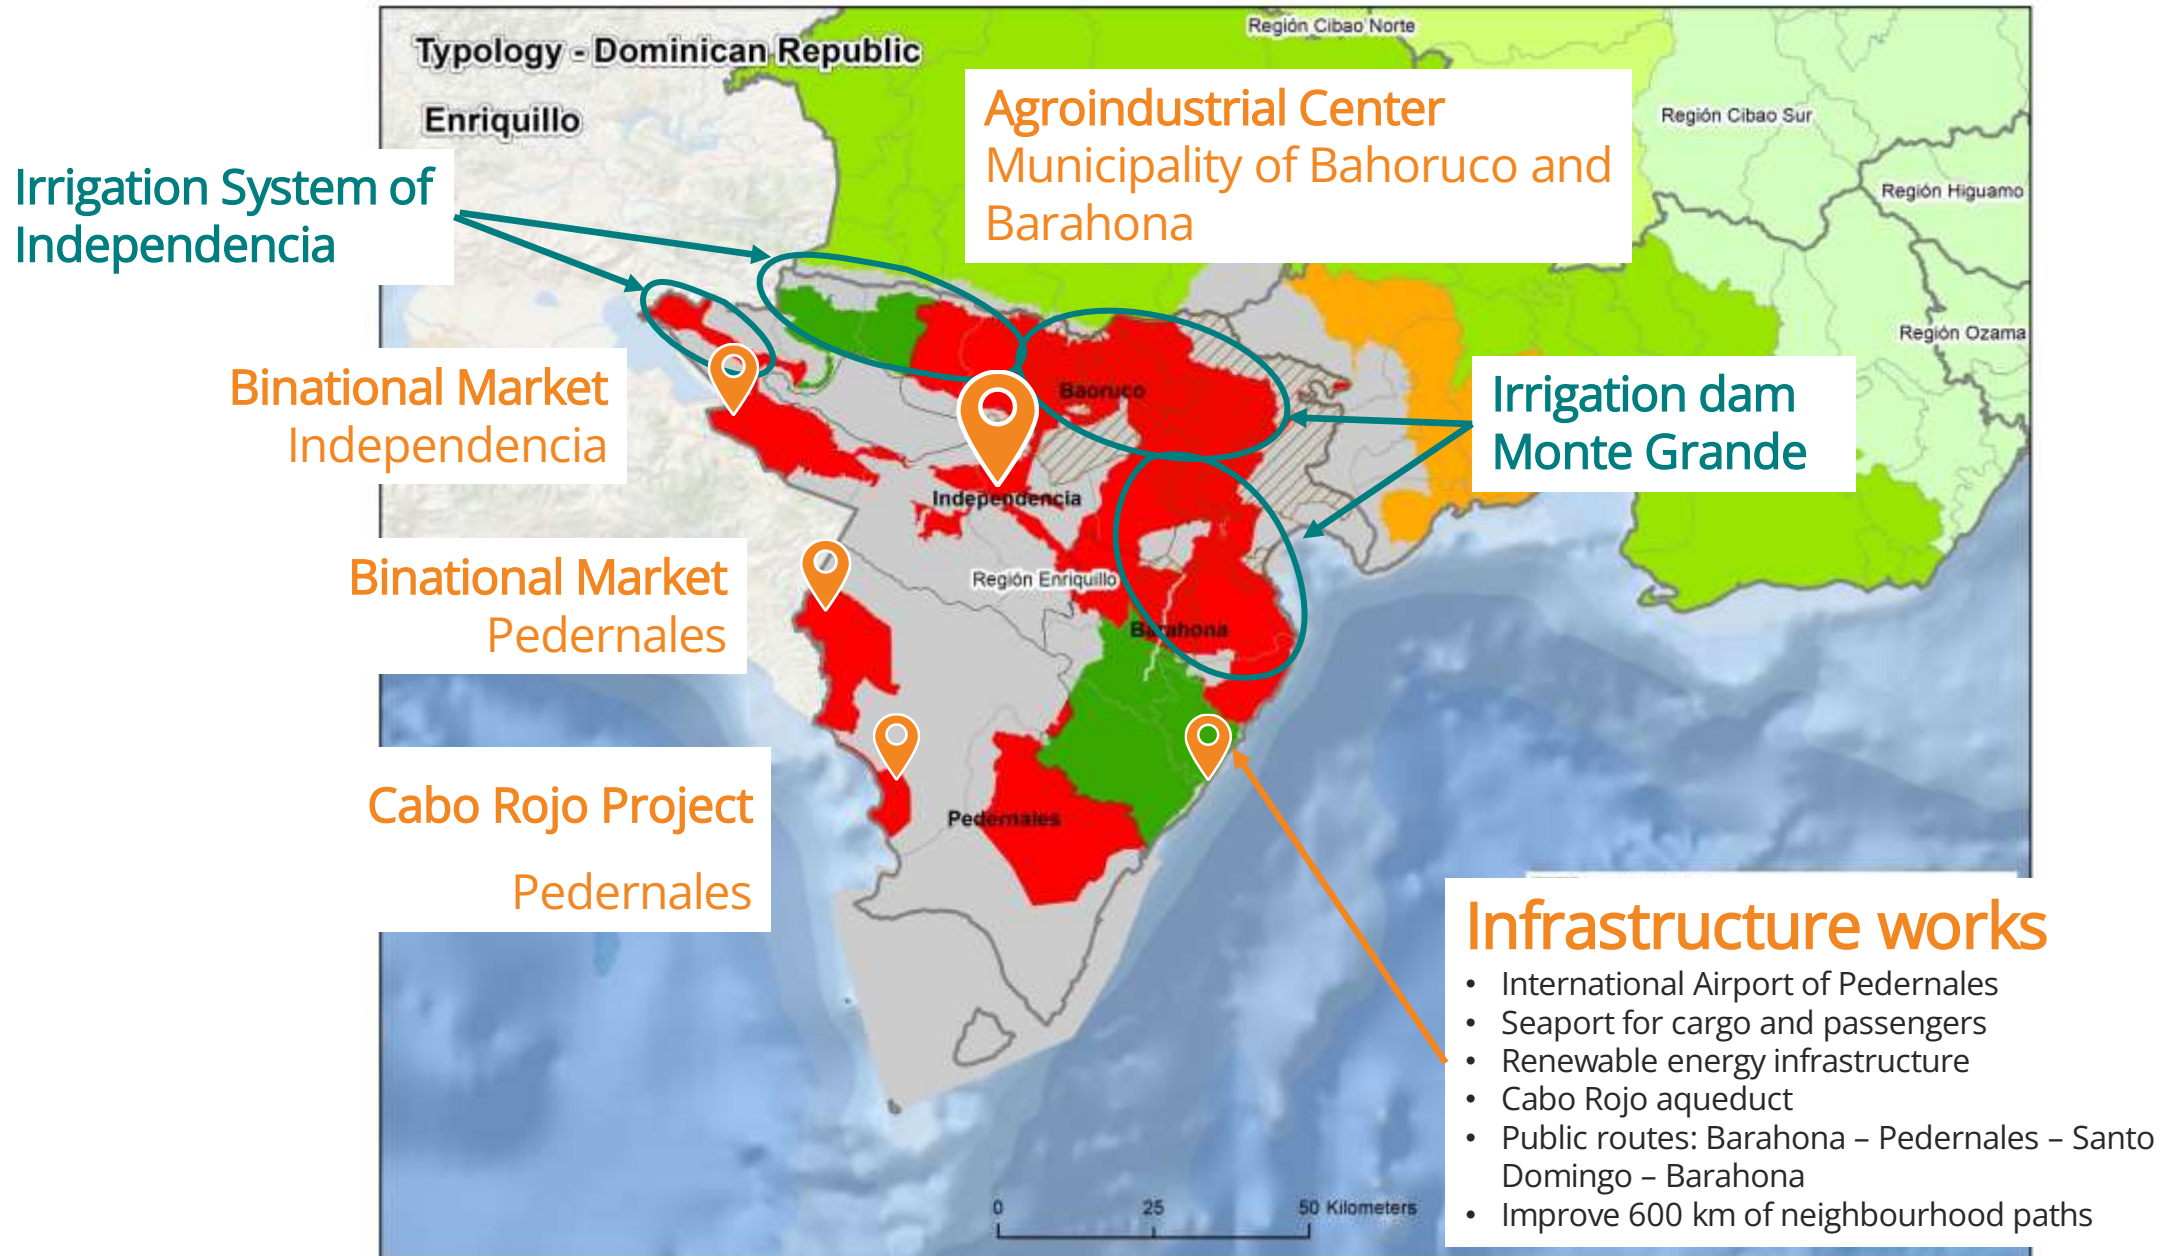 Typology - Dominican Republic
Enriquillo
Región Cibao Norte
Agroindustrial Center
Municipality of Bahoruco and
Barahona
Región Cibao Sur
Región Higuamo
Región Ozama
Irrigation System of
Independencia
Binational Market
Independencia
Baoruco
Irrigation dam
Monte Grande
Independencia
Binational Market
Pedernales
Región Enriquillo
Barahona
Cabo Rojo Project
Pedernales
Pedernales
Infrastructure works
• International Airport of Pedernales
• Seaport for cargo and passengers
• Renewable energy infrastructure
• Cabo Rojo aqueduct
• Public routes: Barahona – Pedernales – Santo
Domingo – Barahona
• Improve 600 km of neighbourhood paths
0 25 50 Kilometers